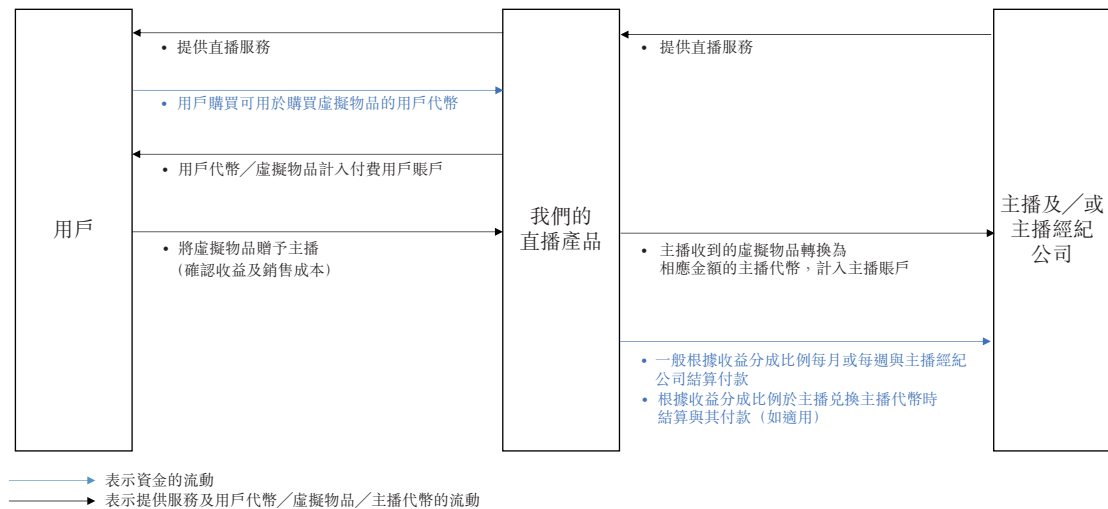 • 提供直播服務
• 提供直播服務
• 用戶購買可用於購買虛擬物品的用戶代幣
• 用戶代幣／虛擬物品計入付費用戶賬戶
用戶
我們的
直播產品
主播及／或
主播經紀
公司
• 將虛擬物品贈予主播
(確認收益及銷售成本)
• 主播收到的虛擬物品轉換為
相應金額的主播代幣，計入主播賬戶
• 一般根據收益分成比例每月或每週與主播經紀
公司結算付款
• 根據收益分成比例於主播兌換主播代幣時
結算與其付款（如適用）
表示資金的流動
表示提供服務及用戶代幣／虛擬物品／主播代幣的流動